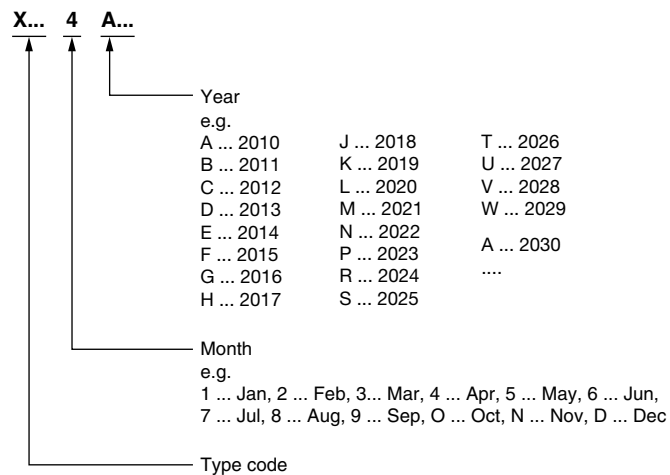 X... 4 A...
Year
e.g.
A ... 2010 J ... 2018 T ... 2026
B ... 2011 K ... 2019 U ... 2027
C ... 2012 L ... 2020 V ... 2028
D ... 2013 M ... 2021 W ... 2029
E ... 2014 N ... 2022
F ... 2015 P ... 2023 A ... 2030
G ... 2016 R ... 2024 ....
H ... 2017 S ... 2025
Month
e.g.
1 ... Jan, 2 ... Feb, 3... Mar, 4 ... Apr, 5 ... May, 6 ... Jun,
7 ... Jul, 8 ... Aug, 9 ... Sep, O ... Oct, N ... Nov, D ... Dec
Type code